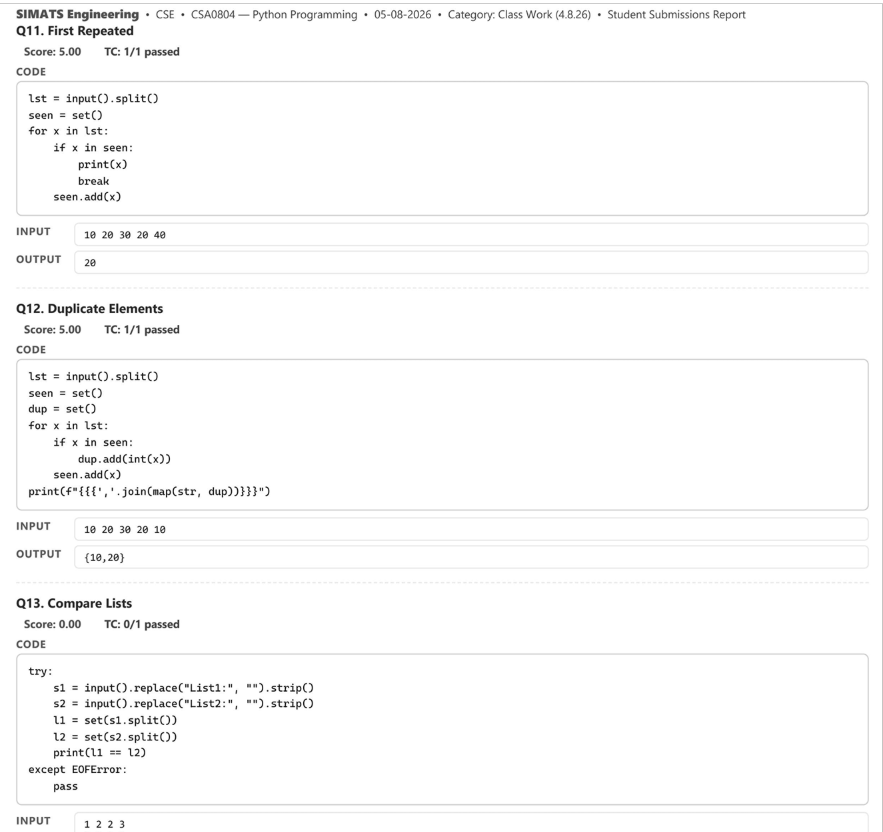 SIMATS Engineering • CSE • CSA0804 — Python Programming • 05-08-2026 • Category: Class Work (4.8.26) • Student Submissions Report
Q11. First Repeated
Score: 5.00 TC: 1/1 passed
CODE
lst = input().split()
seen = set()
for x in lst:
    if x in seen:
        print(x)
        break
    seen.add(x)
INPUT 10 20 30 20 40
OUTPUT 20
Q12. Duplicate Elements
Score: 5.00 TC: 1/1 passed
CODE
lst = input().split()
seen = set()
dup = set()
for x in lst:
    if x in seen:
        dup.add(int(x))
    seen.add(x)
print(f"{{{','.join(map(str, dup))}}}")
INPUT 10 20 30 20 10
OUTPUT {10,20}
Q13. Compare Lists
Score: 0.00 TC: 0/1 passed
CODE
try:
    s1 = input().replace("List1:", "").strip()
    s2 = input().replace("List2:", "").strip()
    l1 = set(s1.split())
    l2 = set(s2.split())
    print(l1 == l2)
except EOFError:
    pass
INPUT 1 2 2 3